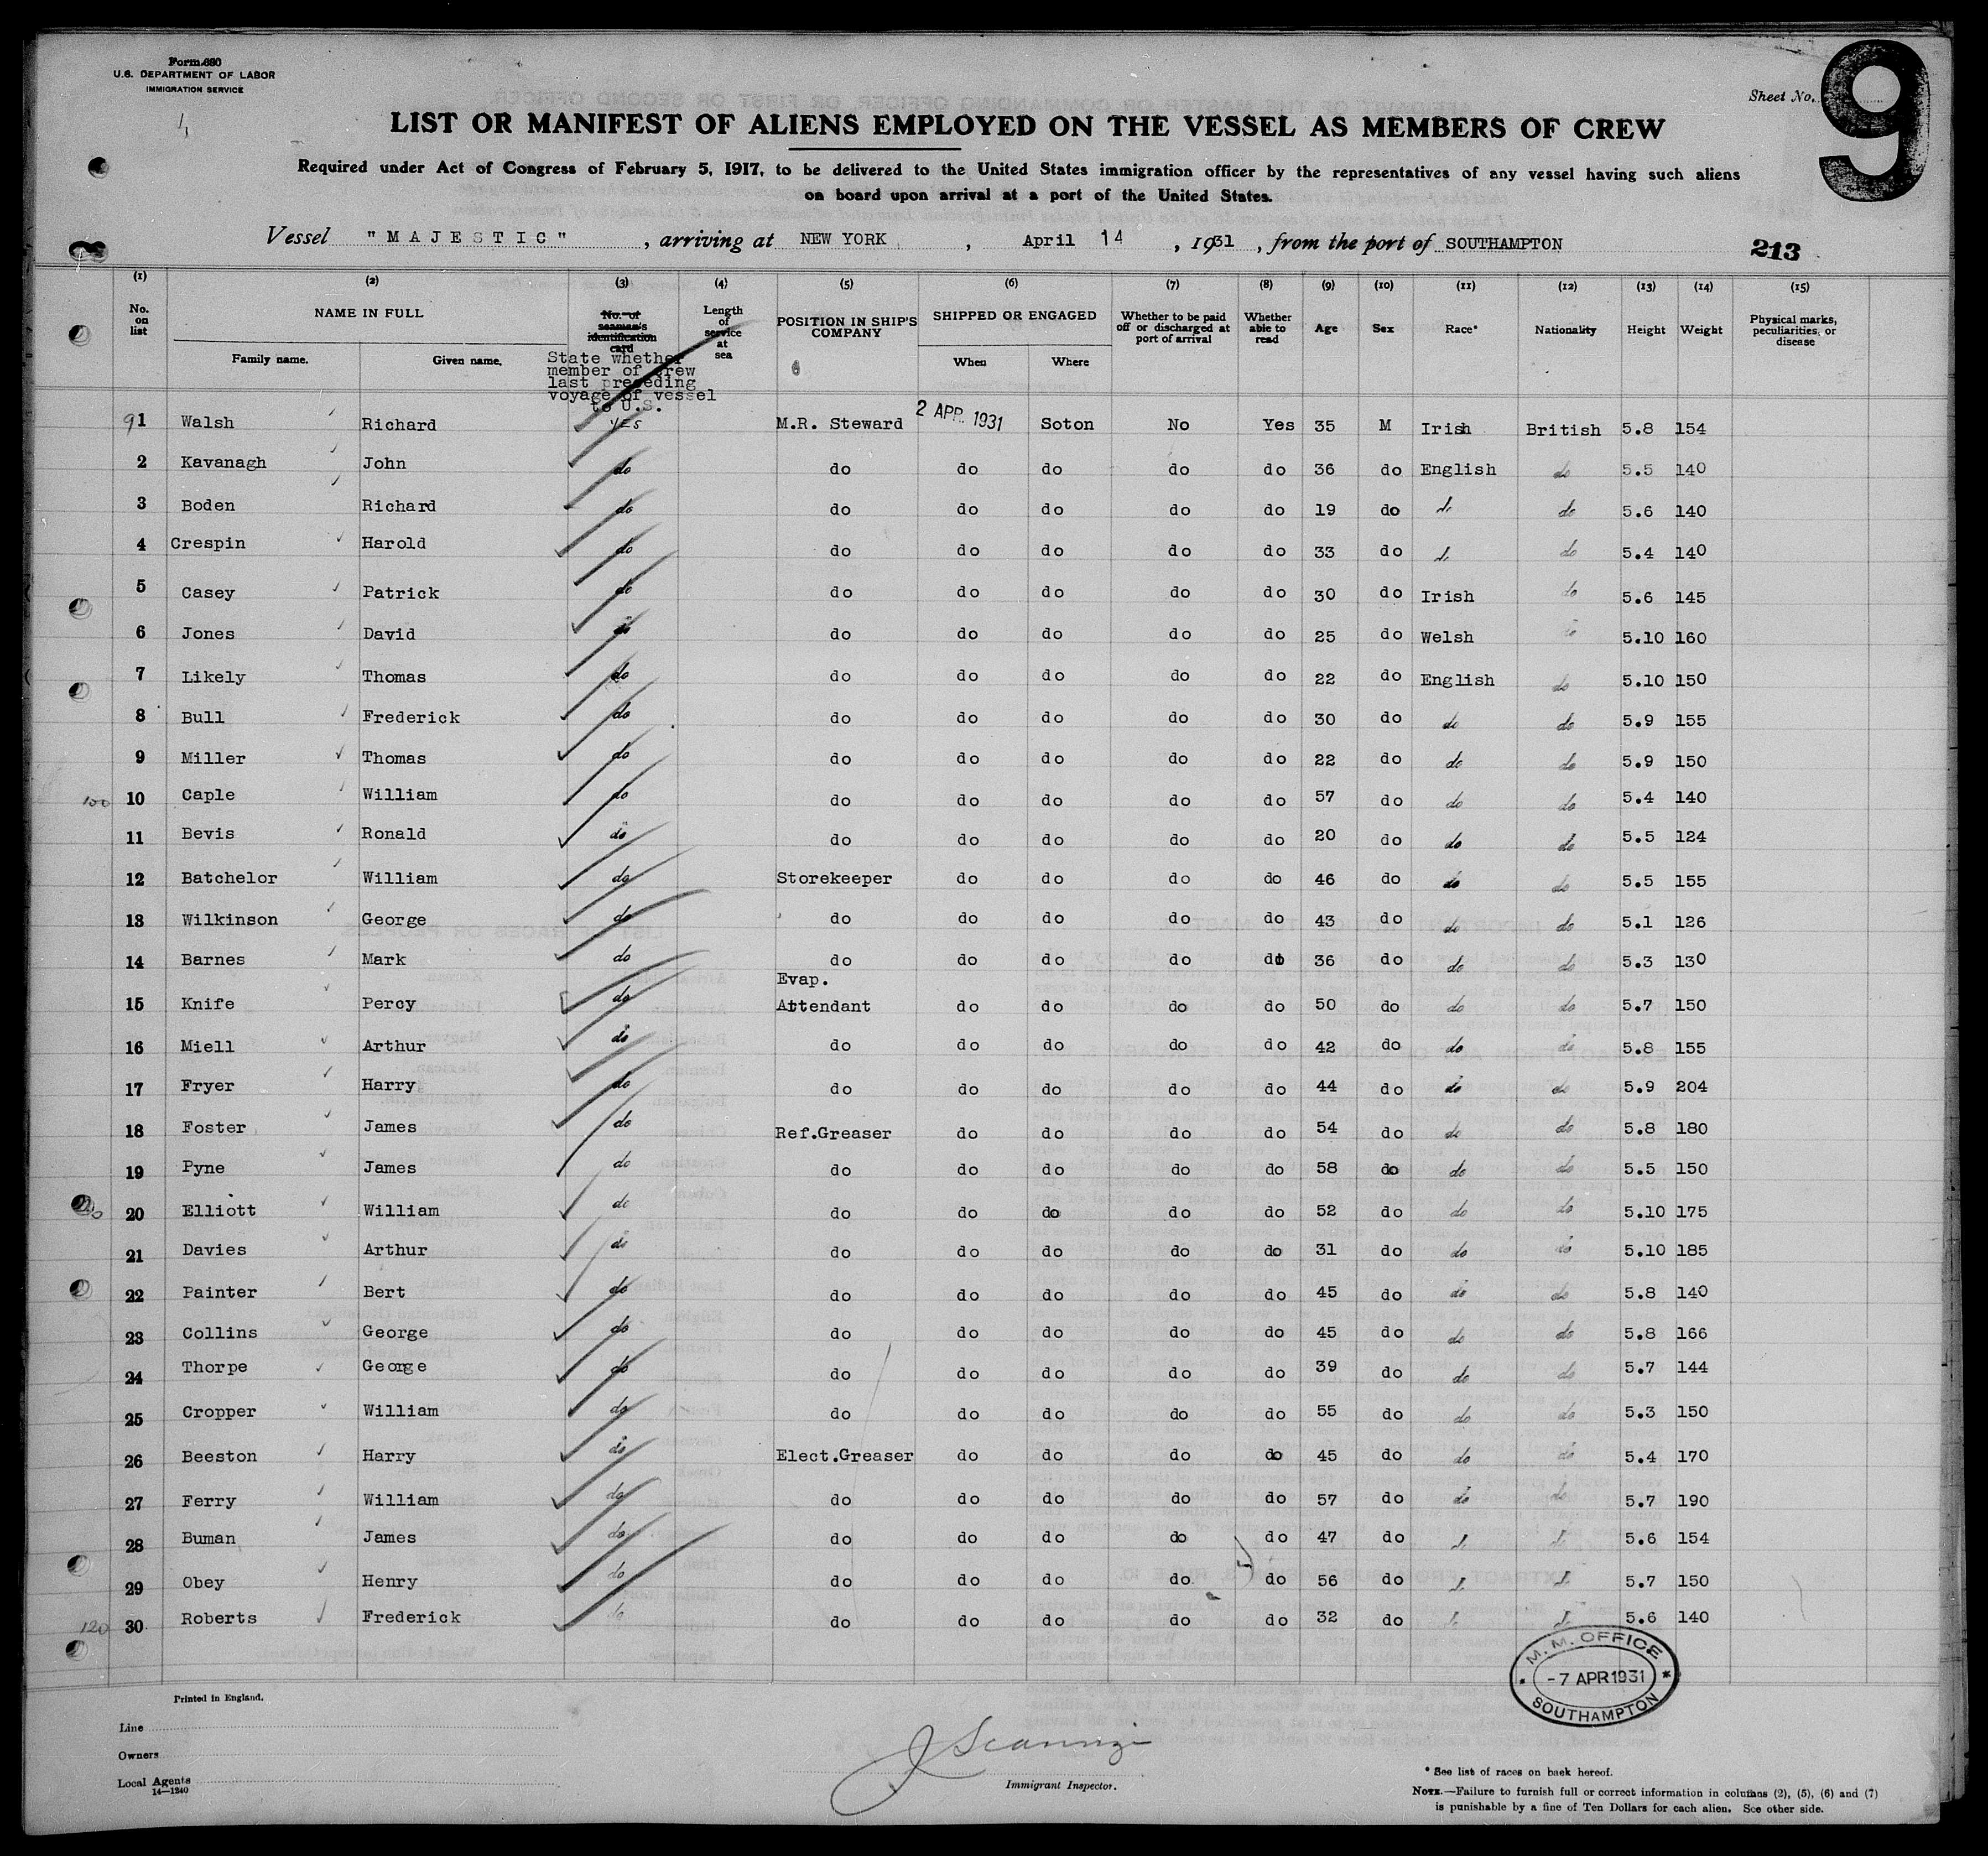 Form 680
U.S. DEPARTMENT OF LABOR
IMMIGRATION SERVICE
Sheet No. 9
LIST OR MANIFEST OF ALIENS EMPLOYED ON THE VESSEL AS MEMBERS OF CREW
Required under Act of Congress of February 5, 1917, to be delivered to the United States immigration officer by the representatives of any vessel having such aliens
on board upon arrival at a port of the United States.
Vessel "MAJESTIC", arriving at NEW YORK, April 14, 1931, from the port of SOUTHAMPTON 213
(1) (2) (3) (4) (5) (6) (7) (8) (9) (10) (11) (12) (13) (14) (15)
No. on list NAME IN FULL Family name. Given name. No. of seaman's identification card State whether member of crew last preceding voyage of vessel to U.S. Length of service at sea POSITION IN SHIP'S COMPANY SHIPPED OR ENGAGED When Where Whether to be paid off or discharged at port of arrival Whether able to read Age Sex Race* Nationality Height Weight Physical marks, peculiarities, or disease
91 Walsh Richard YES M.R. Steward 2 APR. 1931 Soton No Yes 35 M Irish British 5.8 154
2 Kavanagh John do do do do do do 36 do English do 5.5 140
3 Boden Richard do do do do do do 19 do do do 5.6 140
4 Crespin Harold do do do do do do 33 do do do 5.4 140
5 Casey Patrick do do do do do do 30 do Irish do 5.6 145
6 Jones David do do do do do do 25 do Welsh do 5.10 160
7 Likely Thomas do do do do do do 22 do English do 5.10 150
8 Bull Frederick do do do do do do 30 do do do 5.9 155
9 Miller Thomas do do do do do do 22 do do do 5.9 150
100 10 Caple William do do do do do do 57 do do do 5.4 140
11 Bevis Ronald do do do do do do 20 do do do 5.5 124
12 Batchelor William do Storekeeper do do do do 46 do do do 5.5 155
13 Wilkinson George do do do do do do 43 do do do 5.1 126
14 Barnes Mark do do do do do do 36 do do do 5.3 130
15 Knife Percy do Evap. Attendant do do do do 50 do do do 5.7 150
16 Miell Arthur do do do do do do 42 do do do 5.8 155
17 Fryer Harry do do do do do do 44 do do do 5.9 204
18 Foster James do Ref.Greaser do do do do 54 do do do 5.8 180
19 Pyne James do do do do do do 58 do do do 5.5 150
20 Elliott William do do do do do do 52 do do do 5.10 175
21 Davies Arthur do do do do do do 31 do do do 5.10 185
22 Painter Bert do do do do do do 45 do do do 5.8 140
23 Collins George do do do do do do 45 do do do 5.8 166
24 Thorpe George do do do do do do 39 do do do 5.7 144
25 Cropper William do do do do do do 55 do do do 5.3 150
26 Beeston Harry do Elect.Greaser do do do do 45 do do do 5.4 170
27 Ferry William do do do do do do 57 do do do 5.7 190
28 Buman James do do do do do do 47 do do do 5.6 154
29 Obey Henry do do do do do do 56 do do do 5.7 150
120 30 Roberts Frederick do do do do do do 32 do do do 5.6 140
M.M. OFFICE
-7 APR 1931
SOUTHAMPTON
Printed in England.
Line
Owners
Local Agents
14—1240
Immigrant Inspector.
* See list of races on back hereof.
NOTE.—Failure to furnish full or correct information in columns (2), (5), (6) and (7)
is punishable by a fine of Ten Dollars for each alien. See other side.